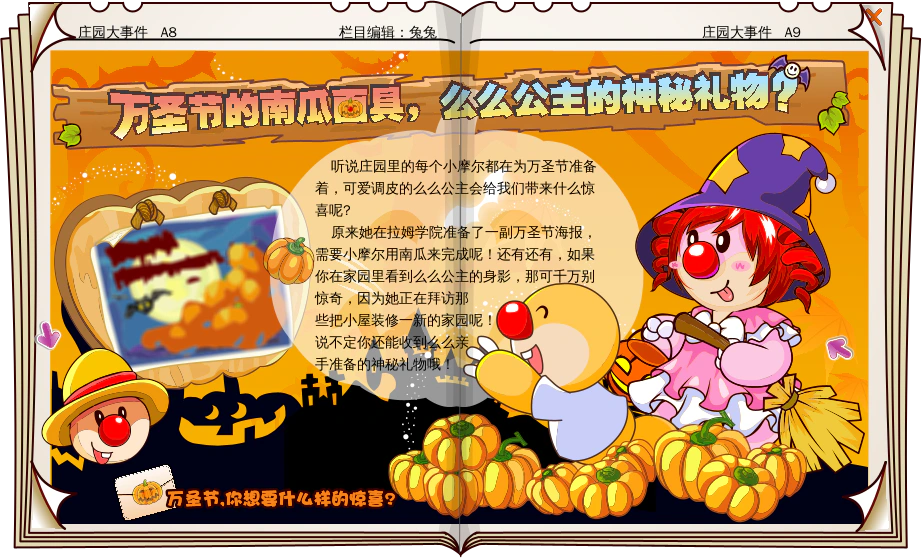 庄园大事件 A8
栏目编辑：兔兔
庄园大事件 A9
万圣节的南瓜面具，么么公主的神秘礼物？
听说庄园里的每个小摩尔都在为万圣节准备
着，可爱调皮的么么公主会给我们带来什么惊
喜呢?
原来她在拉姆学院准备了一副万圣节海报，
需要小摩尔用南瓜来完成呢！还有还有，如果
你在家园里看到么么公主的身影，那可千万别
惊奇，因为她正在拜访那
些把小屋装修一新的家园呢！
说不定你还能收到么么亲
手准备的神秘礼物哦！
万圣节,你想要什么样的惊喜?